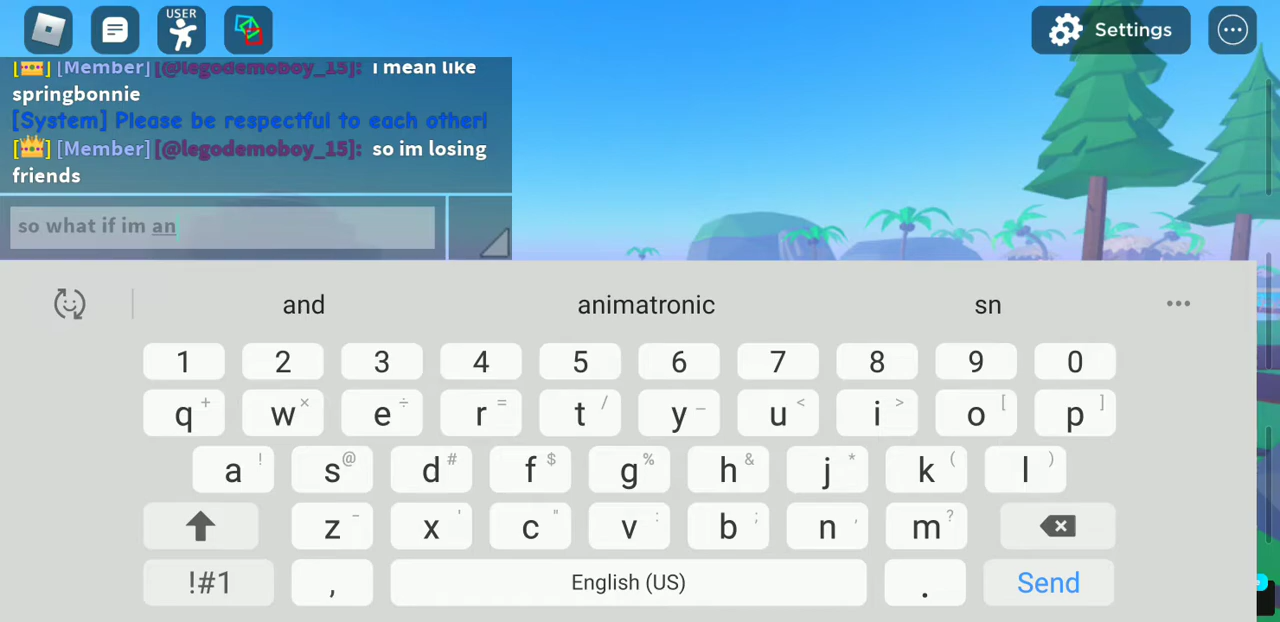 USER
Settings
[Member] [@legodemoboy_15]: i mean like
springbonnie
[System] Please be respectful to each other!
[Member] [@legodemoboy_15]: so im losing
friends
so what if im an
and animatronic sn
1 2 3 4 5 6 7 8 9 0
q + w × e ÷ r = t / y _ u < i > o [ p ]
a ! s @ d # f $ g % h & j * k ( l )
z - x ' c " v : b ; n , m ?
!#1 , English (US) . Send